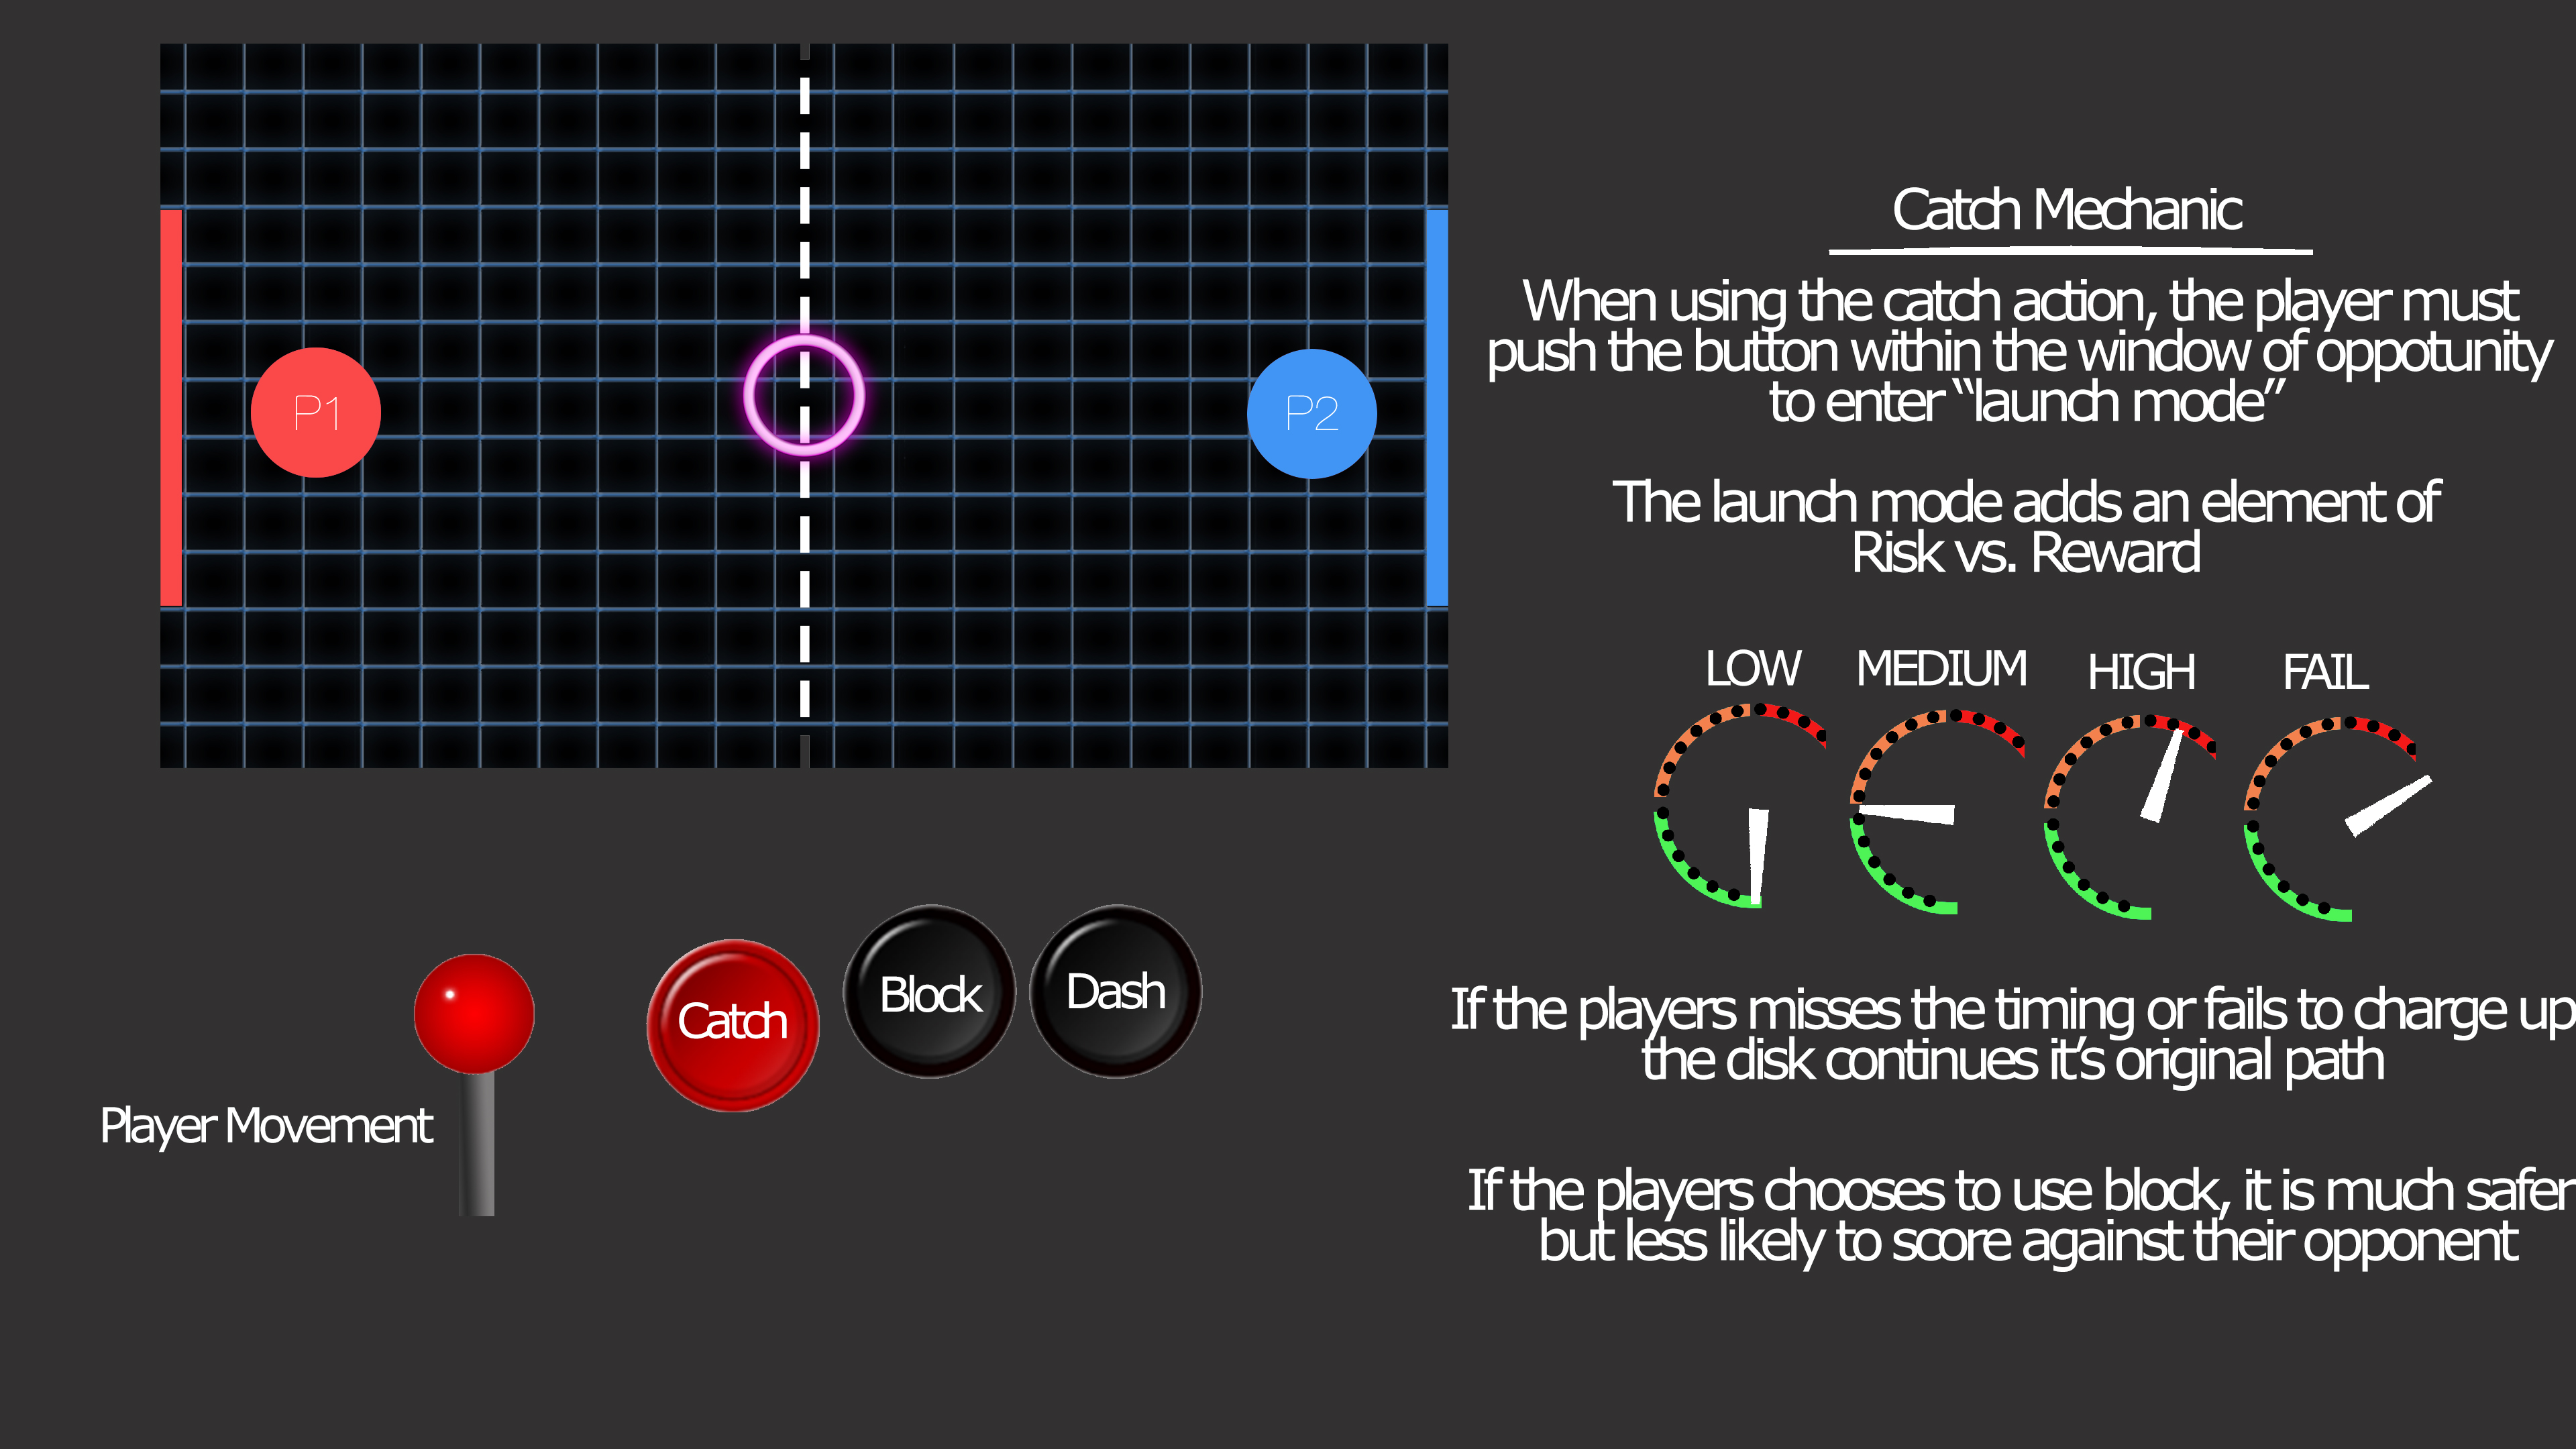 P1
P2
Catch Mechanic
When using the catch action, the player must
push the button within the window of oppotunity
to enter “launch mode”
The launch mode adds an element of
Risk vs. Reward
LOW
MEDIUM
HIGH
FAIL
Catch
Block
Dash
Player Movement
If the players misses the timing or fails to charge up
the disk continues it’s original path
If the players chooses to use block, it is much safer
but less likely to score against their opponent